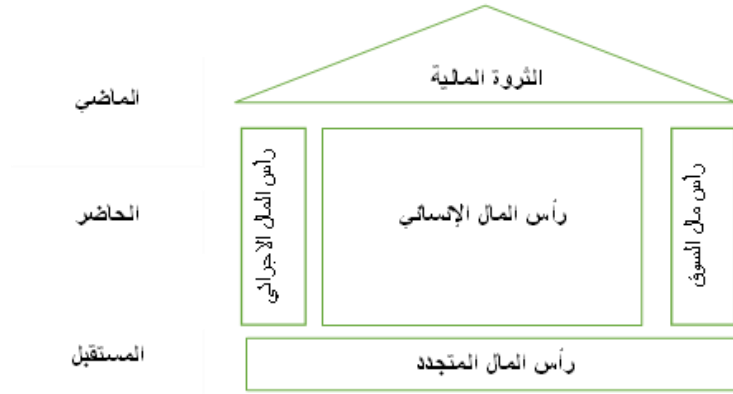 الثروة المالية
الماضي
رأس المال الاجرائي
رأس المال الإنساني
رأس مال السوق
الحاضر
رأس المال المتجدد
المستقبل